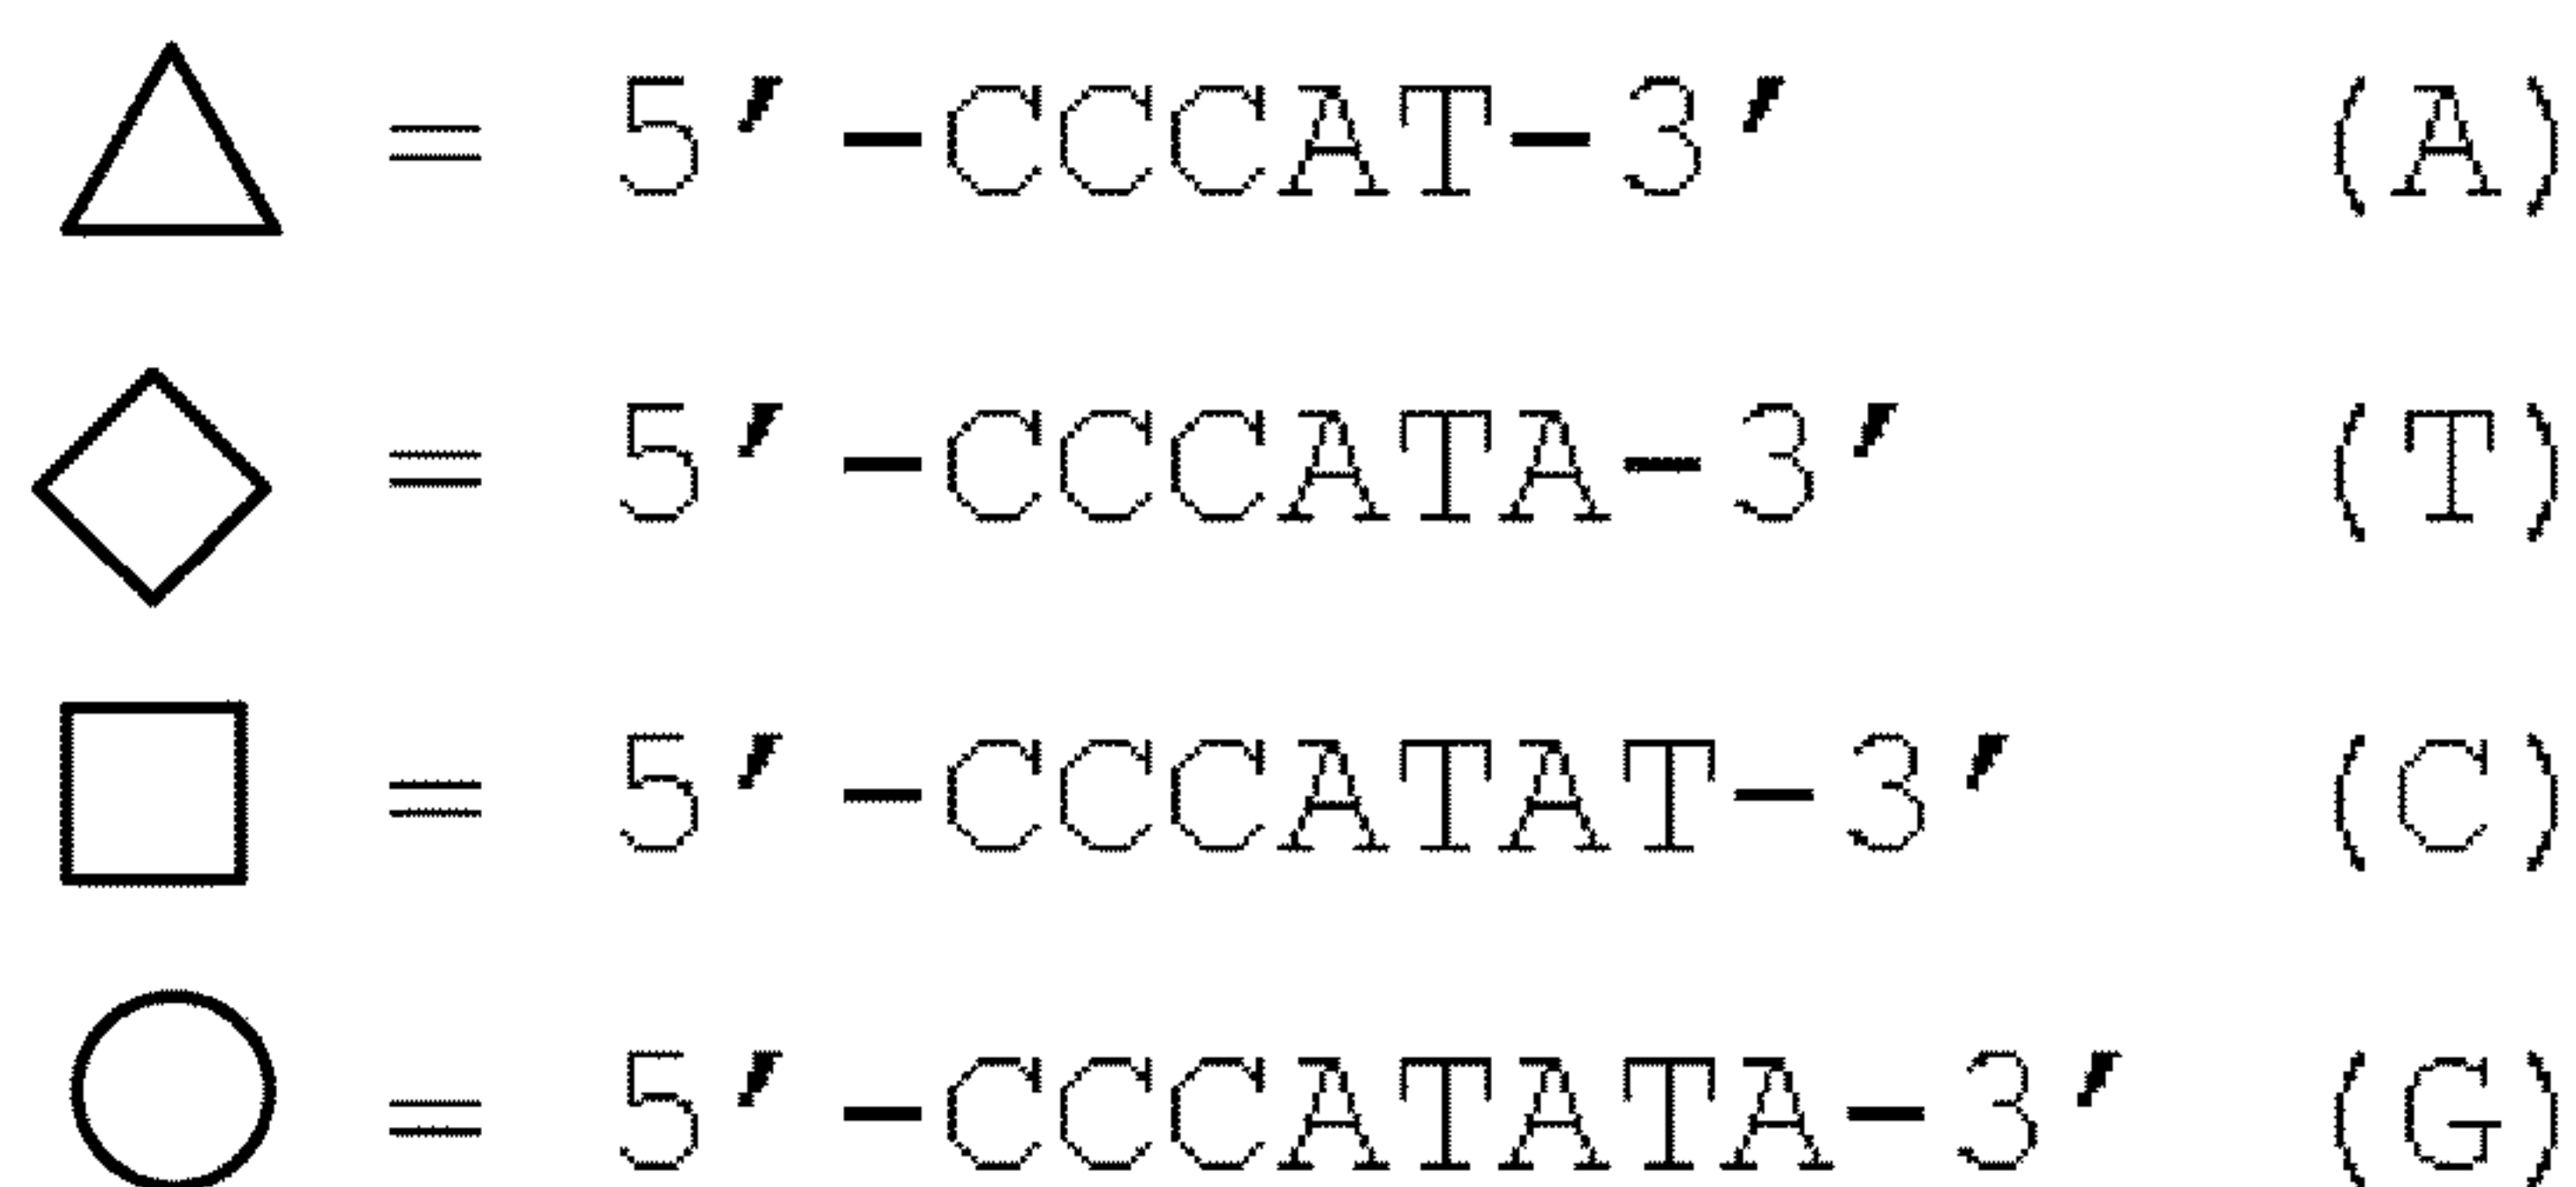 = 5′-CCCAT-3′ (A)
= 5′-CCCATA-3′ (T)
= 5′-CCCATAT-3′ (C)
= 5′-CCCATATA-3′ (G)